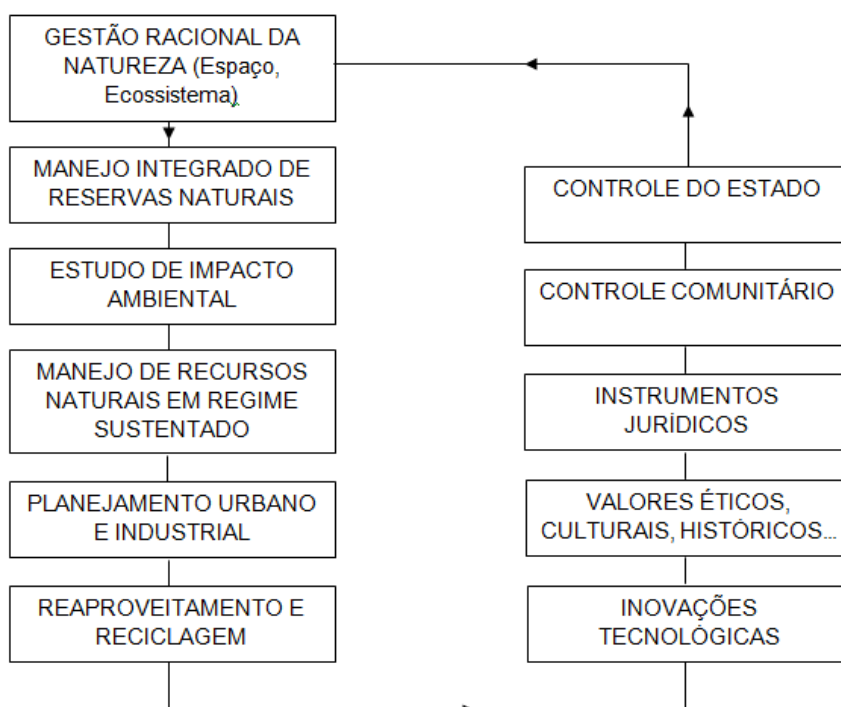 GESTÃO RACIONAL DA
NATUREZA (Espaço,
Ecossistema)
MANEJO INTEGRADO DE
RESERVAS NATURAIS
ESTUDO DE IMPACTO
AMBIENTAL
MANEJO DE RECURSOS
NATURAIS EM REGIME
SUSTENTADO
PLANEJAMENTO URBANO
E INDUSTRIAL
REAPROVEITAMENTO E
RECICLAGEM
CONTROLE DO ESTADO
CONTROLE COMUNITÁRIO
INSTRUMENTOS
JURÍDICOS
VALORES ÉTICOS,
CULTURAIS, HISTÓRICOS...
INOVAÇÕES
TECNOLÓGICAS